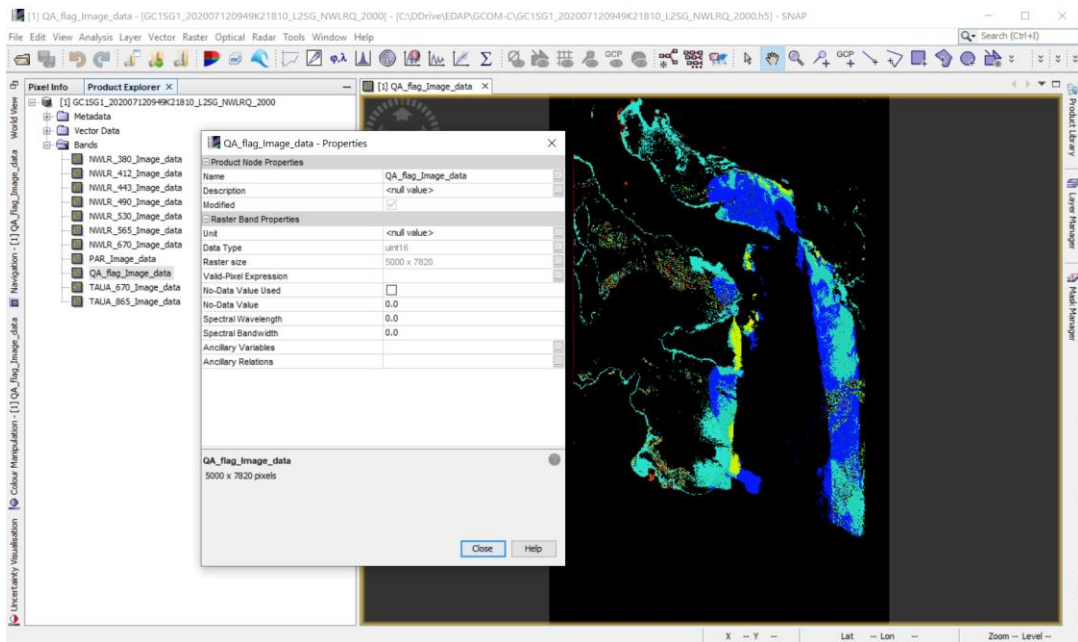 [1] QA_flag_Image_data - [GC1SG1_202007120949K21810_L2SG_NWLRQ_2000] - [C:\DDrive\EDAP\GCOM-C\GC1SG1_202007120949K21810_L2SG_NWLRQ_2000.h5] - SNAP
File Edit View Analysis Layer Vector Raster Optical Radar Tools Window Help
Search (Ctrl+I)
φ,λ
Σ
GCP
GCP
Pixel Info Product Explorer ×
[1] QA_flag_Image_data ×
[1] GC1SG1_202007120949K21810_L2SG_NWLRQ_2000
Metadata
Vector Data
Bands
NWLR_380_Image_data
NWLR_412_Image_data
NWLR_443_Image_data
NWLR_490_Image_data
NWLR_530_Image_data
NWLR_565_Image_data
NWLR_670_Image_data
PAR_Image_data
QA_flag_Image_data
TAUA_670_Image_data
TAUA_865_Image_data
QA_flag_Image_data - Properties
Product Node Properties
Name QA_flag_Image_data
Description <null value>
Modified
Raster Band Properties
Unit <null value>
Data Type uint16
Raster size 5000 x 7820
Valid-Pixel Expression
No-Data Value Used
No-Data Value 0.0
Spectral Wavelength 0.0
Spectral Bandwidth 0.0
Ancillary Variables
Ancillary Relations
QA_flag_Image_data
5000 x 7820 pixels
Close Help
World View
Navigation - [1] QA_flag_Image_data
Colour Manipulation - [1] QA_flag_Image_data
Uncertainty Visualisation
Product Library
Layer Manager
Mask Manager
X -- Y -- Lat -- Lon -- Zoom -- Level --